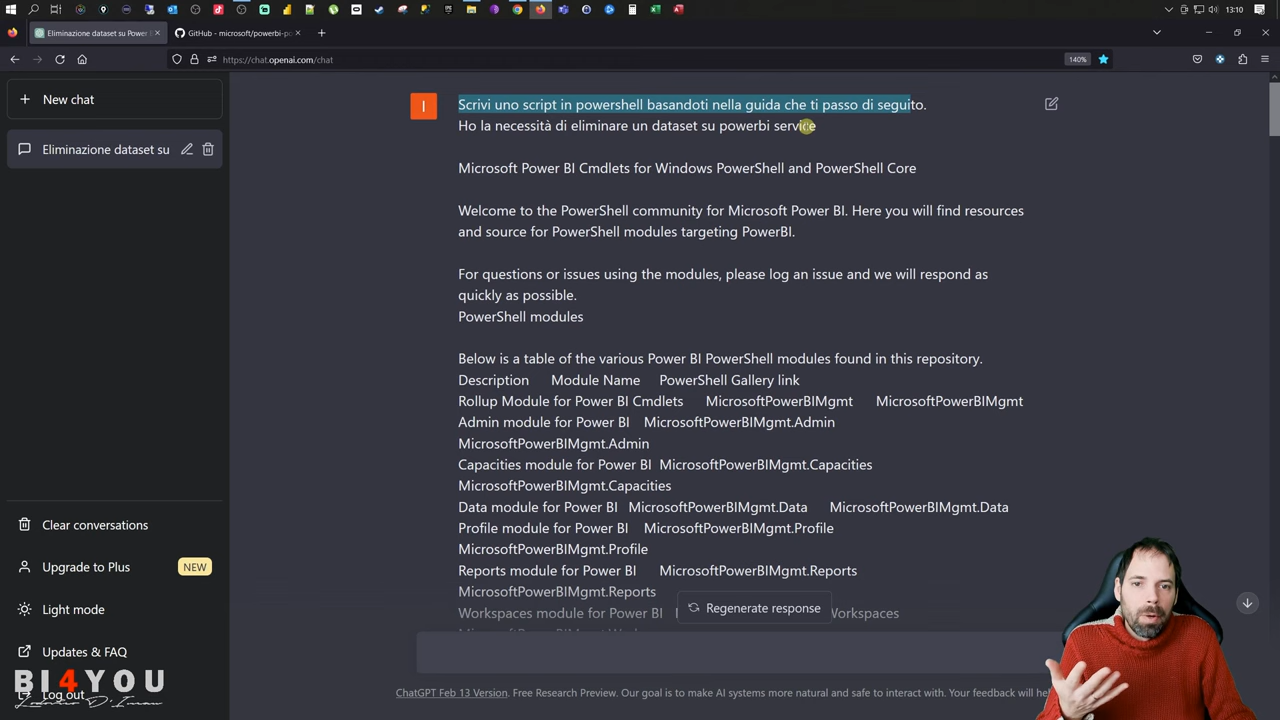 13:10
Eliminazione dataset su Power B
GitHub - microsoft/powerbi-po
https://chat.openai.com/chat
140%
New chat
Eliminazione dataset su
I
Scrivi uno script in powershell basandoti nella guida che ti passo di seguito.
Ho la necessità di eliminare un dataset su powerbi service
Microsoft Power BI Cmdlets for Windows PowerShell and PowerShell Core
Welcome to the PowerShell community for Microsoft Power BI. Here you will find resources
and source for PowerShell modules targeting PowerBI.
For questions or issues using the modules, please log an issue and we will respond as
quickly as possible.
PowerShell modules
Below is a table of the various Power BI PowerShell modules found in this repository.
Description Module Name PowerShell Gallery link
Rollup Module for Power BI Cmdlets MicrosoftPowerBIMgmt MicrosoftPowerBIMgmt
Admin module for Power BI MicrosoftPowerBIMgmt.Admin
MicrosoftPowerBIMgmt.Admin
Capacities module for Power BI MicrosoftPowerBIMgmt.Capacities
MicrosoftPowerBIMgmt.Capacities
Data module for Power BI MicrosoftPowerBIMgmt.Data MicrosoftPowerBIMgmt.Data
Profile module for Power BI MicrosoftPowerBIMgmt.Profile
MicrosoftPowerBIMgmt.Profile
Reports module for Power BI MicrosoftPowerBIMgmt.Reports
MicrosoftPowerBIMgmt.Reports
Workspaces module for Power BI Workspaces
Regenerate response
Clear conversations
Upgrade to Plus NEW
Light mode
Updates & FAQ
Log out
BI4YOU
ChatGPT Feb 13 Version. Free Research Preview. Our goal is to make AI systems more natural and safe to interact with. Your feedback will hel